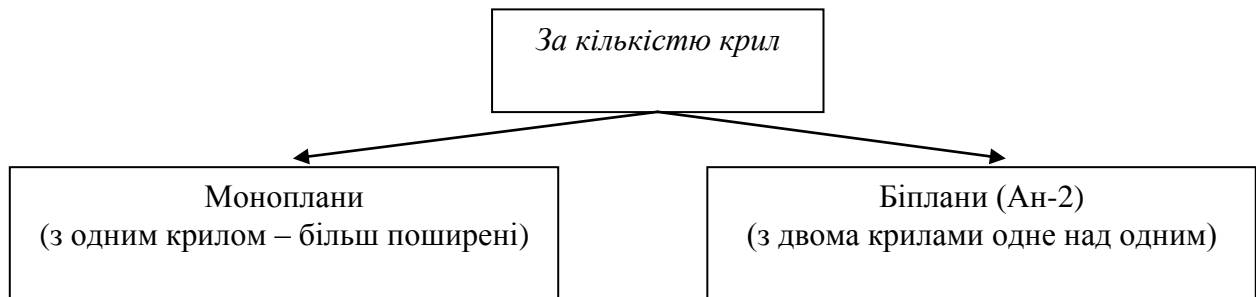 За кількістю крил
Моноплани
(з одним крилом – більш поширені)
Біплани (Ан-2)
(з двома крилами одне над одним)